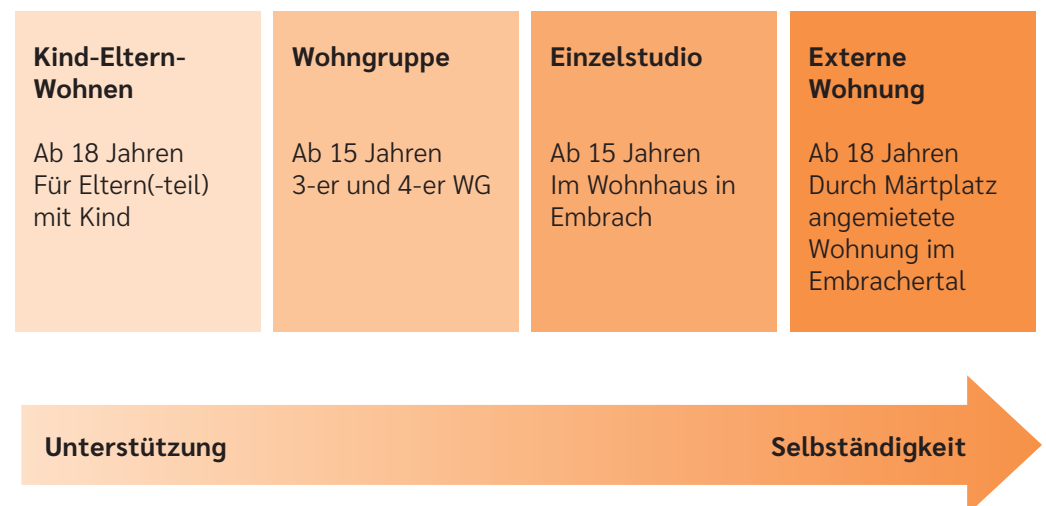 Kind-Eltern-
Wohnen
Ab 18 Jahren
Für Eltern(-teil)
mit Kind
Wohngruppe
Ab 15 Jahren
3-er und 4-er WG
Einzelstudio
Ab 15 Jahren
Im Wohnhaus in
Embrach
Externe
Wohnung
Ab 18 Jahren
Durch Märtplatz
angemietete
Wohnung im
Embrachertal
Unterstützung
Selbständigkeit